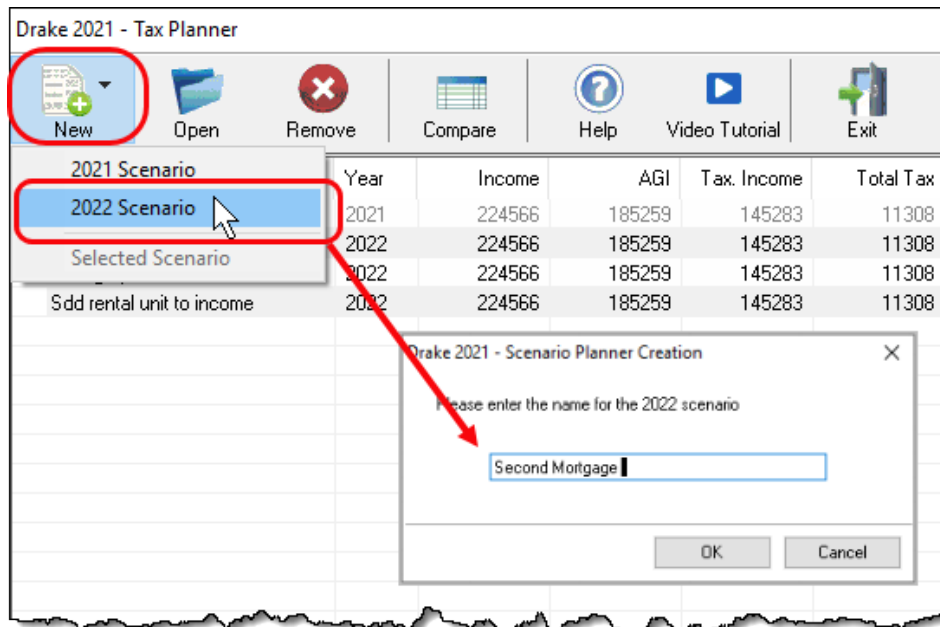 Drake 2021 - Tax Planner
New Open Remove Compare Help Video Tutorial Exit
2021 Scenario
2022 Scenario
Selected Scenario
Year Income AGI Tax. Income Total Tax
2021 224566 185259 145283 11308
2022 224566 185259 145283 11308
2022 224566 185259 145283 11308
Sdd rental unit to income 2022 224566 185259 145283 11308
Drake 2021 - Scenario Planner Creation
Please enter the name for the 2022 scenario
Second Mortgage
OK Cancel